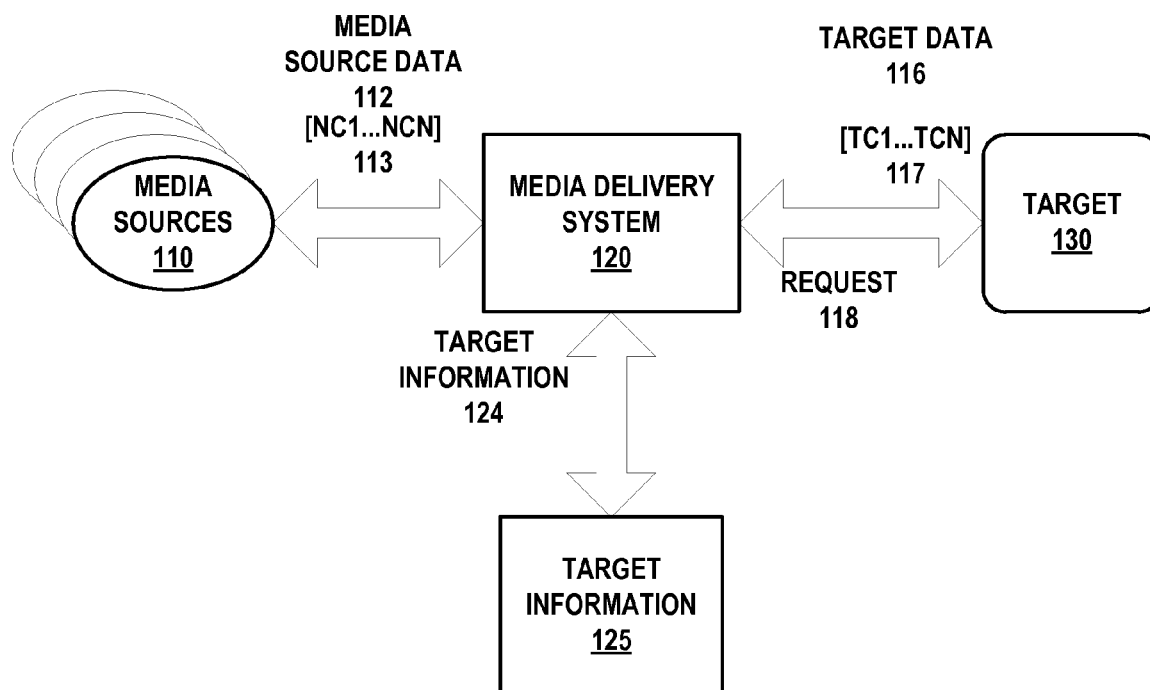 MEDIA
SOURCE DATA
112
[NC1...NCN]
113
TARGET DATA
116
[TC1...TCN]
117
MEDIA
SOURCES
110
MEDIA DELIVERY
SYSTEM
120
TARGET
130
REQUEST
118
TARGET
INFORMATION
124
TARGET
INFORMATION
125